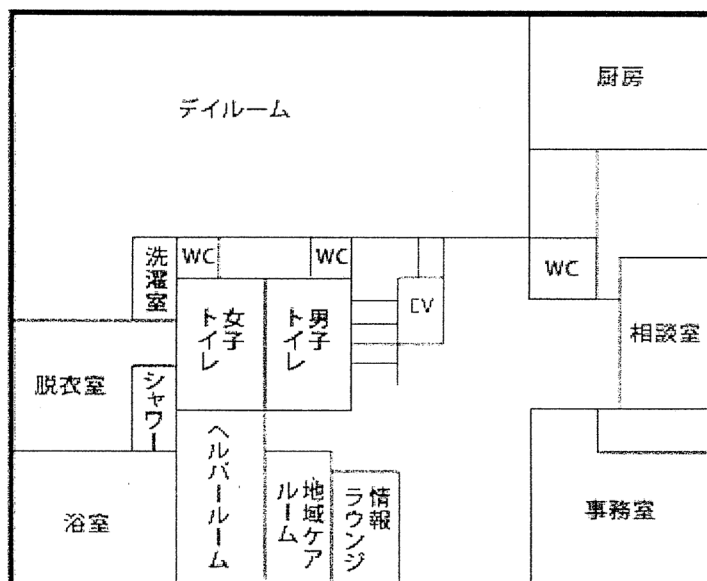 デイルーム
厨房
洗濯室
WC
WC
WC
女子
トイレ
男子
トイレ
EV
相談室
脱衣室
シャワー
浴室
ヘルパールーム
地域ケア
ルーム
情報
ラウンジ
事務室